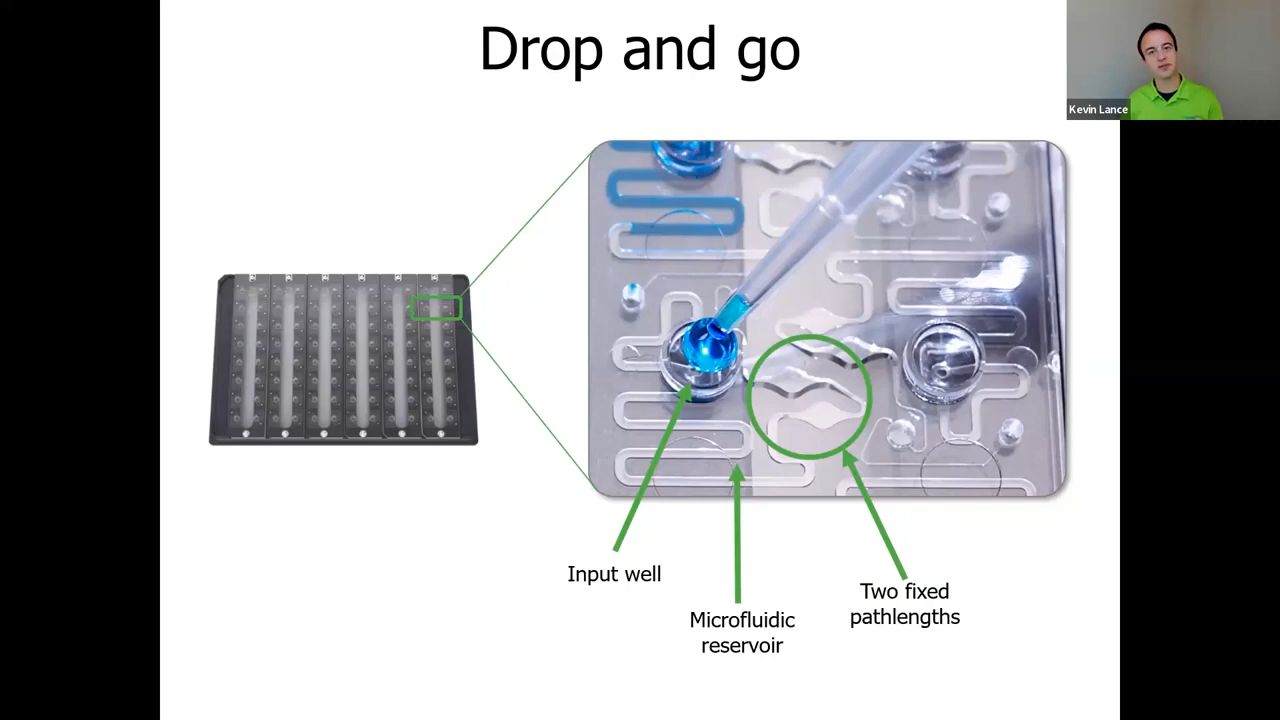 Drop and go
Kevin Lance
Input well
Microfluidic
reservoir
Two fixed
pathlengths